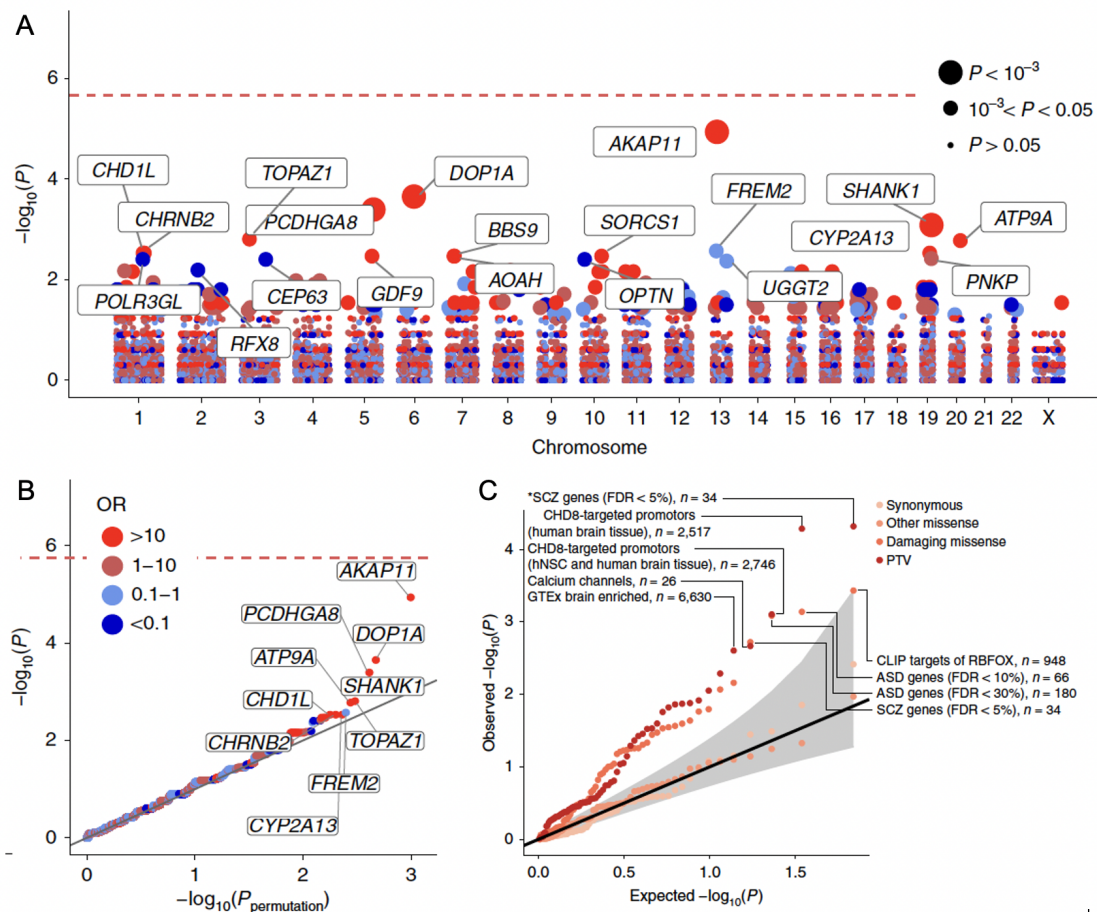 A
6
4
2
0
−log₁₀(P)
P < 10⁻³
10⁻³< P < 0.05
P > 0.05
AKAP11
CHD1L
TOPAZ1
DOP1A
FREM2
SHANK1
CHRNB2
PCDHGA8
BBS9
SORCS1
CYP2A13
ATP9A
POLR3GL
CEP63
GDF9
AOAH
OPTN
UGGT2
PNKP
RFX8
1 2 3 4 5 6 7 8 9 10 11 12 13 14 15 16 17 18 19 20 21 22 X
Chromosome
B
OR
>10
1–10
0.1–1
<0.1
6
4
2
0
−log₁₀(P)
AKAP11
PCDHGA8
DOP1A
ATP9A
SHANK1
CHD1L
CHRNB2
TOPAZ1
FREM2
CYP2A13
0 1 2 3
−log₁₀(Ppermutation)
C
*SCZ genes (FDR < 5%), n = 34
CHD8-targeted promotors
(human brain tissue), n = 2,517
CHD8-targeted promotors
(hNSC and human brain tissue), n = 2,746
Calcium channels, n = 26
GTEx brain enriched, n = 6,630
Synonymous
Other missense
Damaging missense
PTV
4
3
2
1
0
Observed −log₁₀(P)
CLIP targets of RBFOX, n = 948
ASD genes (FDR < 10%), n = 66
ASD genes (FDR < 30%), n = 180
SCZ genes (FDR < 5%), n = 34
0.0 0.5 1.0 1.5
Expected −log₁₀(P)